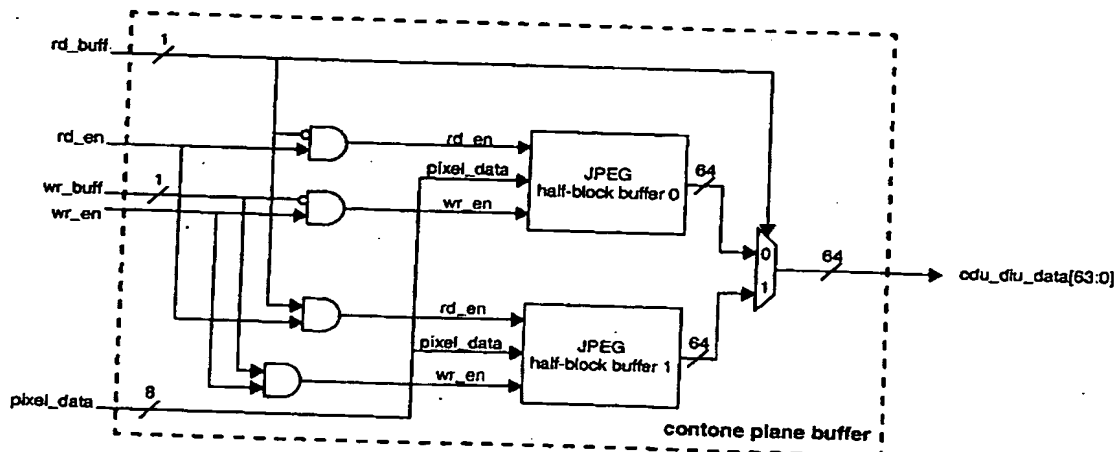 rd_buff
1
rd_en
rd_en
pixel_data
JPEG
half-block buffer 0
64
wr_buff
1
wr_en
wr_en
0
1
64
cdu_diu_data[63:0]
rd_en
pixel_data
JPEG
half-block buffer 1
64
wr_en
pixel_data
8
contone plane buffer